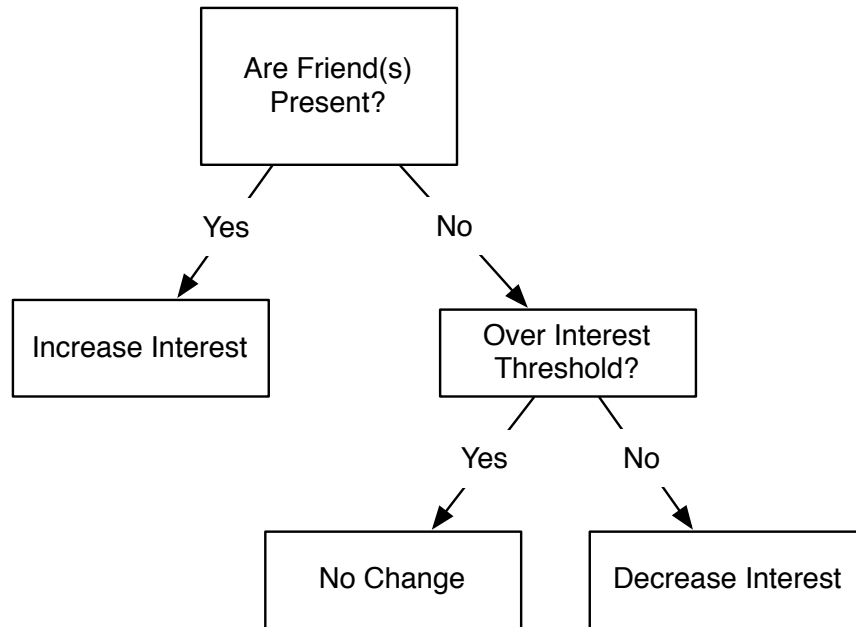 Are Friend(s)
Present?
Yes
No
Increase Interest
Over Interest
Threshold?
Yes
No
No Change
Decrease Interest